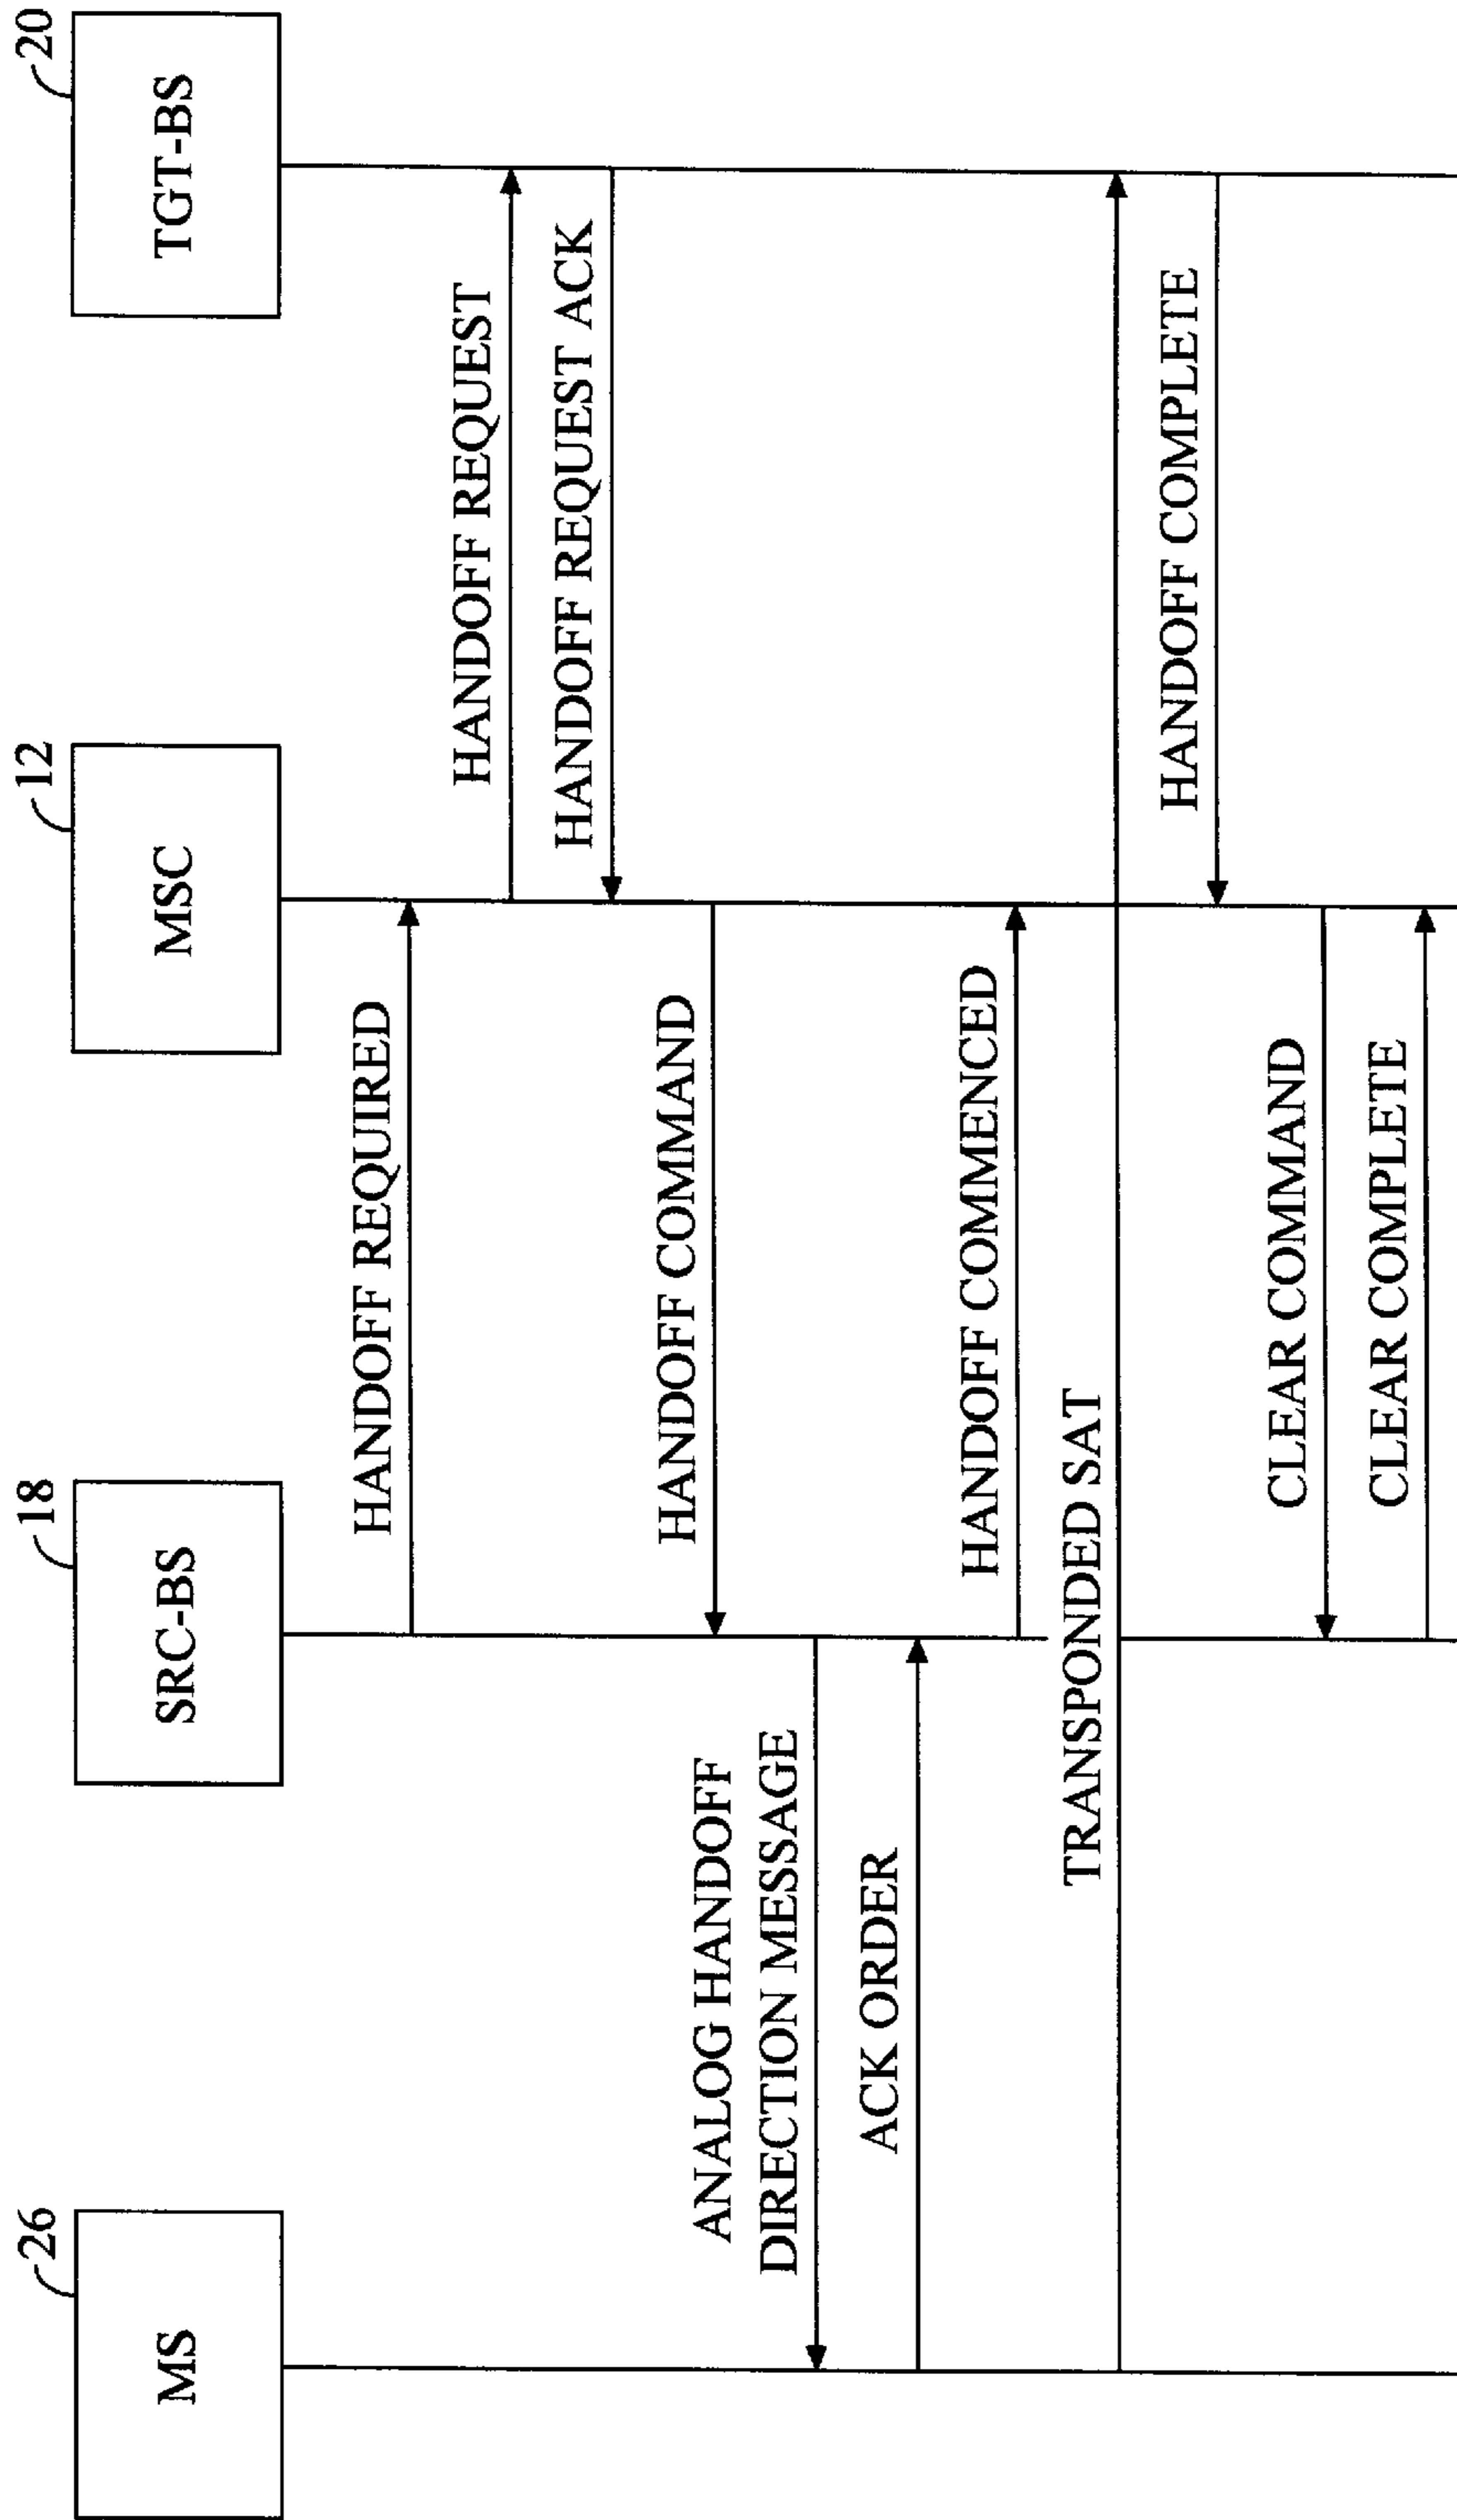 26
18
12
20
MS
SRC-BS
MSC
TGT-BS
HANDOFF REQUIRED
HANDOFF REQUEST
HANDOFF REQUEST ACK
HANDOFF COMMAND
ANALOG HANDOFF
DIRECTION MESSAGE
ACK ORDER
HANDOFF COMMENCED
TRANSPONDED SAT
HANDOFF COMPLETE
CLEAR COMMAND
CLEAR COMPLETE